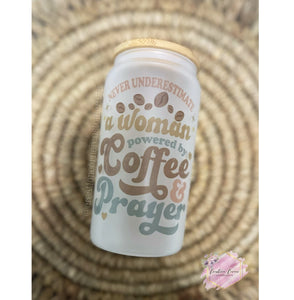 NEVER UNDERESTIMATE
a woman
powered by
Coffee
&
Prayer